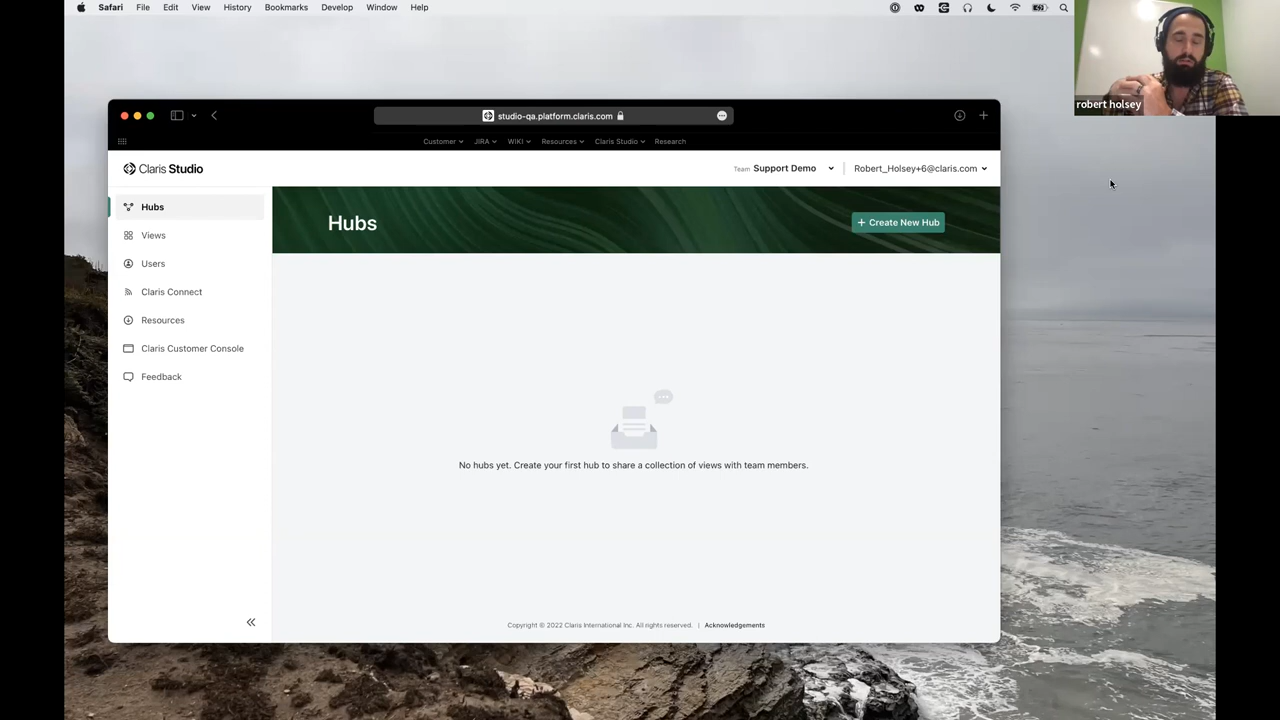 Safari File Edit View History Bookmarks Develop Window Help
robert holsey
studio-qa.platform.claris.com
Customer JIRA WIKI Resources Claris Studio Research
Claris Studio
Team Support Demo
Robert_Holsey+6@claris.com
Hubs
Views
Users
Claris Connect
Resources
Claris Customer Console
Feedback
Hubs
+ Create New Hub
No hubs yet. Create your first hub to share a collection of views with team members.
Copyright © 2022 Claris International Inc. All rights reserved. | Acknowledgements